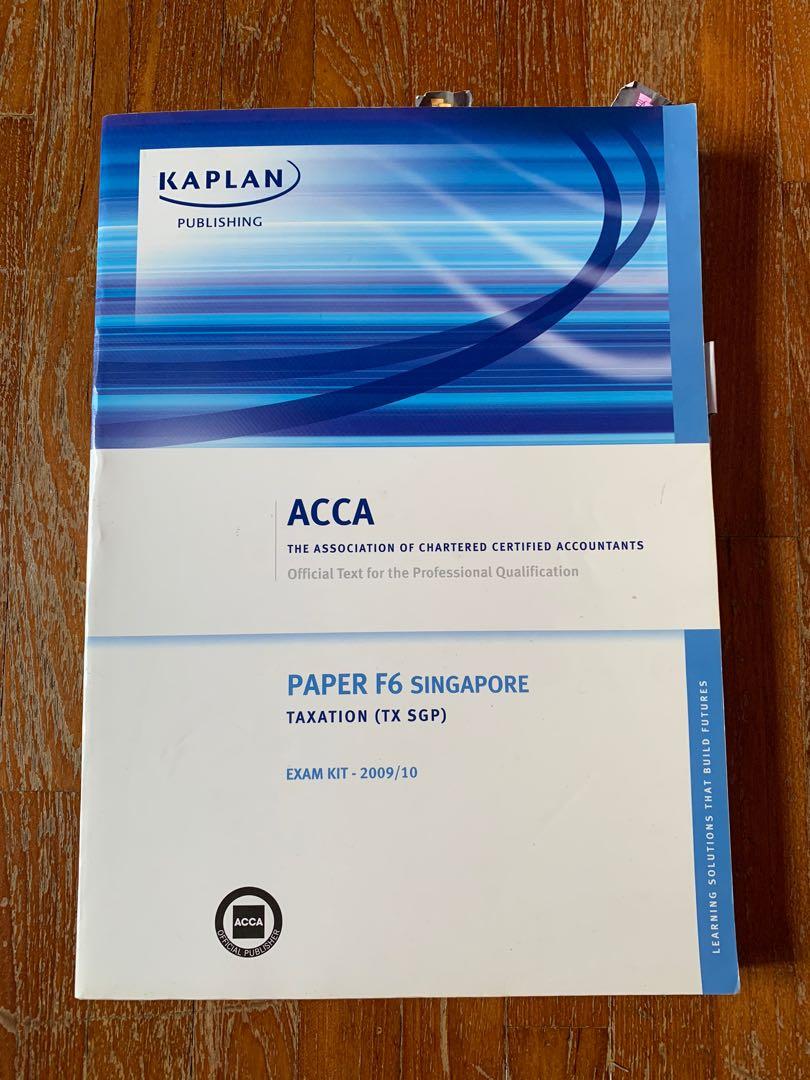 KAPLAN
PUBLISHING
ACCA
THE ASSOCIATION OF CHARTERED CERTIFIED ACCOUNTANTS
Official Text for the Professional Qualification
PAPER F6 SINGAPORE
TAXATION (TX SGP)
EXAM KIT - 2009/10
LEARNING SOLUTIONS THAT BUILD FUTURES
ACCA
OFFICIAL PUBLISHER